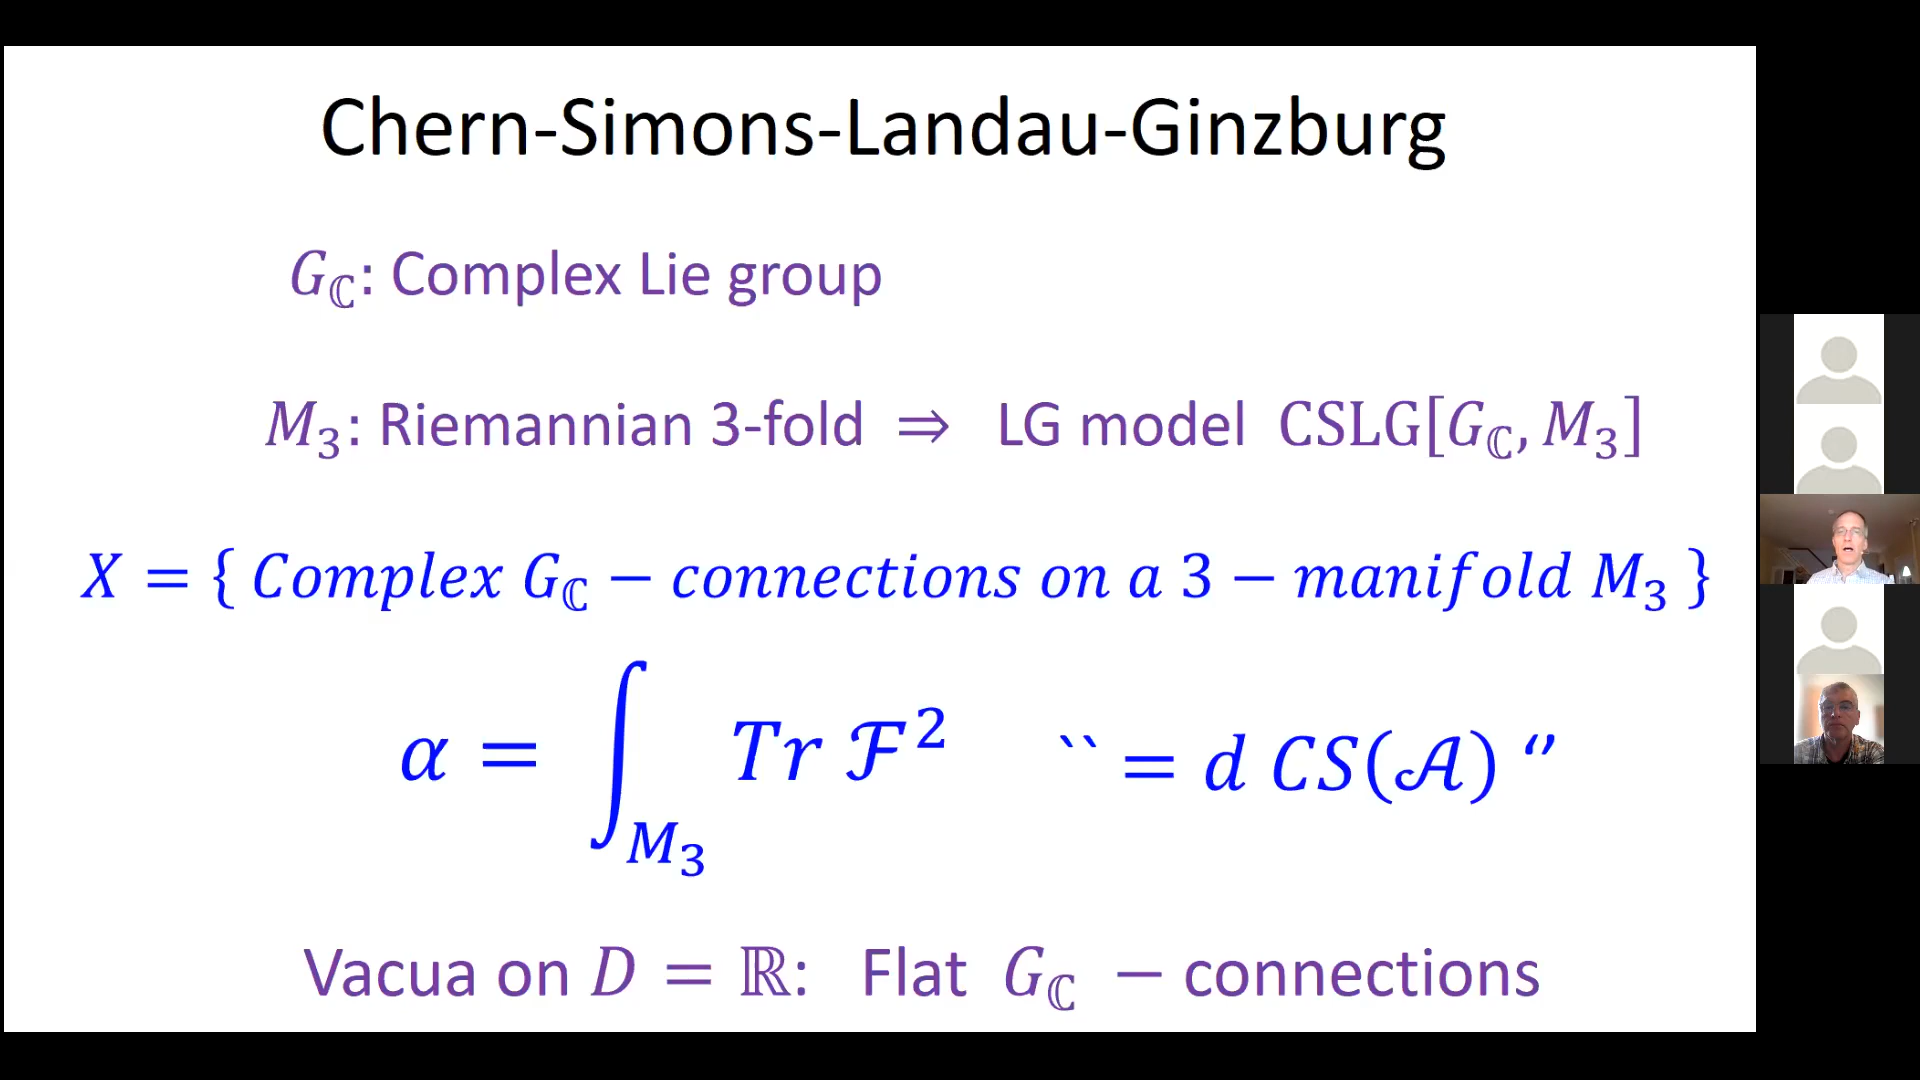 Chern-Simons-Landau-Ginzburg
G_ℂ: Complex Lie group
M_3: Riemannian 3-fold ⇒ LG model CSLG[G_ℂ, M_3]
X = { Complex G_ℂ − connections on a 3 − manifold M_3 }
α = ∫_{M_3} Tr ℱ^2 `` = d CS(𝒜) ‘’
Vacua on D = ℝ: Flat G_ℂ − connections